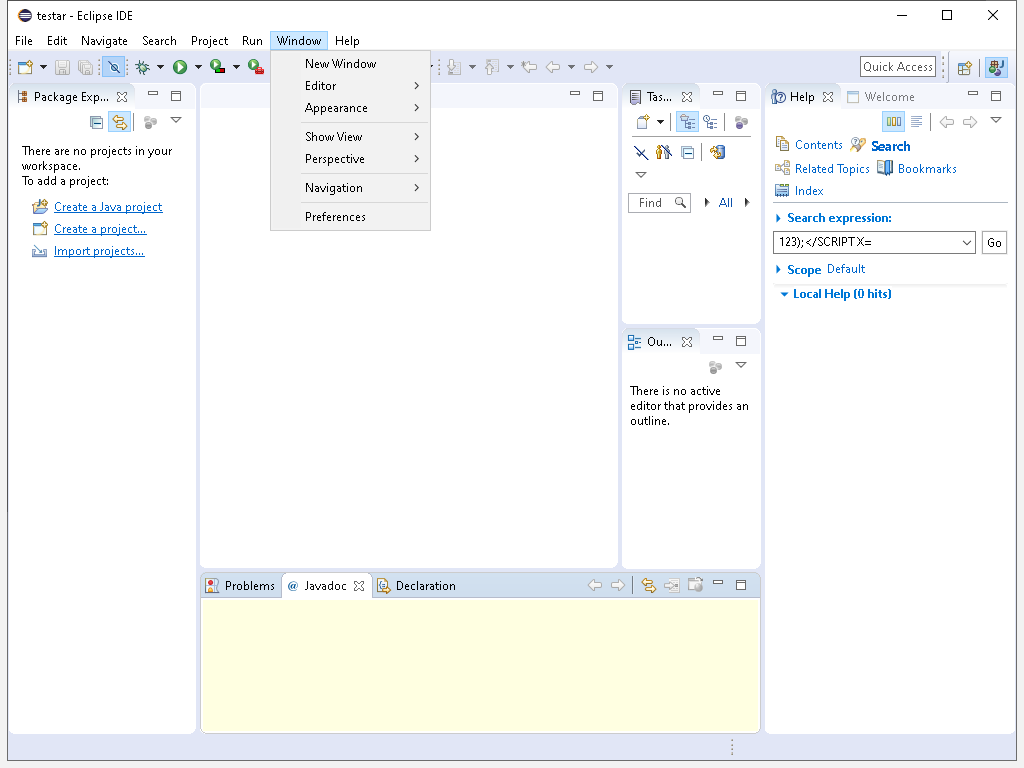 testar - Eclipse IDE
File Edit Navigate Search Project Run Window Help
Quick Access
New Window
Editor
Appearance
Show View
Perspective
Navigation
Preferences
Package Exp...
There are no projects in your
workspace.
To add a project:
Create a Java project
Create a project...
Import projects...
Tas...
Find
All
Ou...
There is no active
editor that provides an
outline.
Help Welcome
Contents Search
Related Topics Bookmarks
Index
Search expression:
123);</SCRIPT X=
Go
Scope Default
Local Help (0 hits)
Problems @ Javadoc Declaration